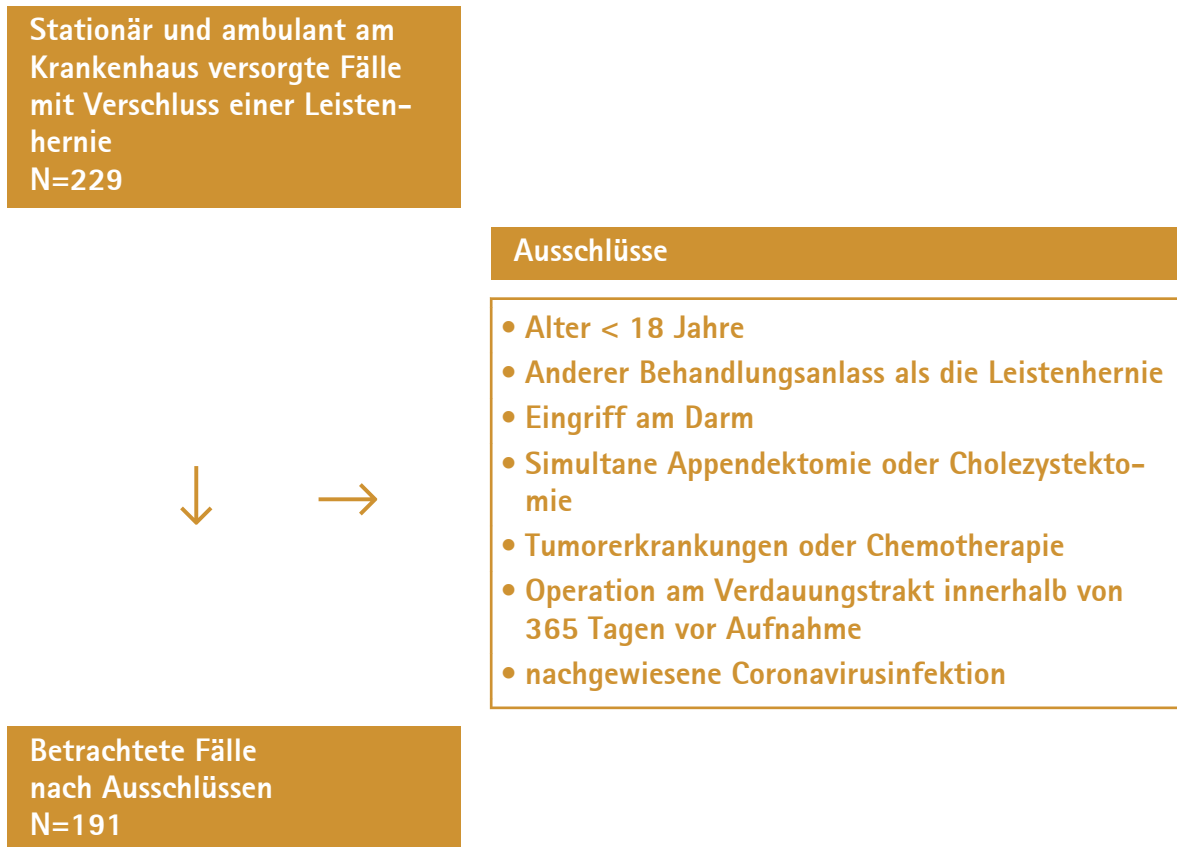 Stationär und ambulant am
Krankenhaus versorgte Fälle
mit Verschluss einer Leisten-
hernie
N=229
Ausschlüsse
• Alter < 18 Jahre
• Anderer Behandlungsanlass als die Leistenhernie
• Eingriff am Darm
• Simultane Appendektomie oder Cholezystekto-
mie
• Tumorerkrankungen oder Chemotherapie
• Operation am Verdauungstrakt innerhalb von
365 Tagen vor Aufnahme
• nachgewiesene Coronavirusinfektion
Betrachtete Fälle
nach Ausschlüssen
N=191